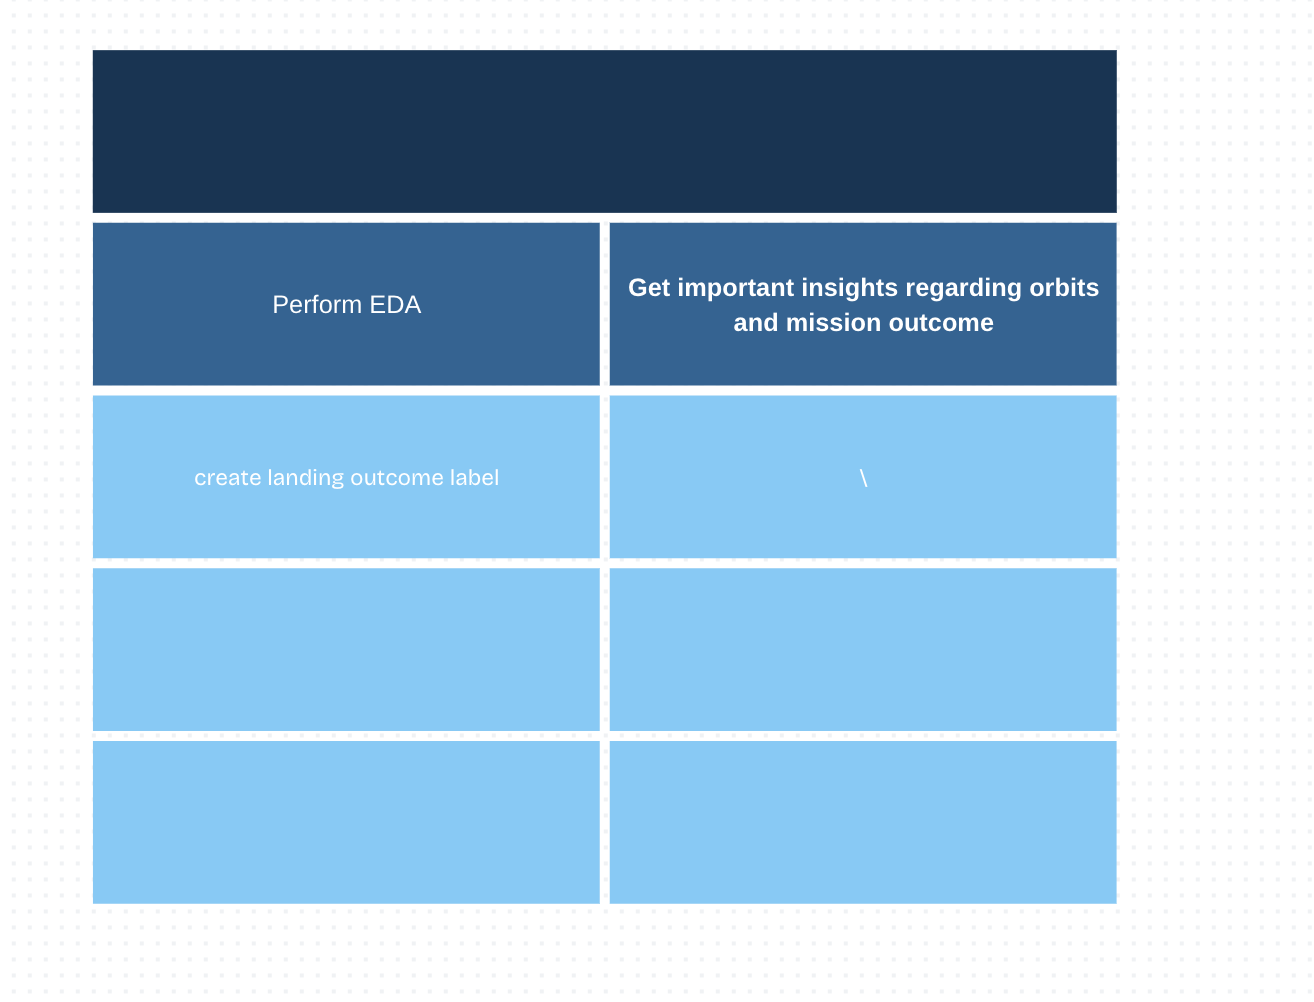 Perform EDA
Get important insights regarding orbits
and mission outcome
create landing outcome label
\